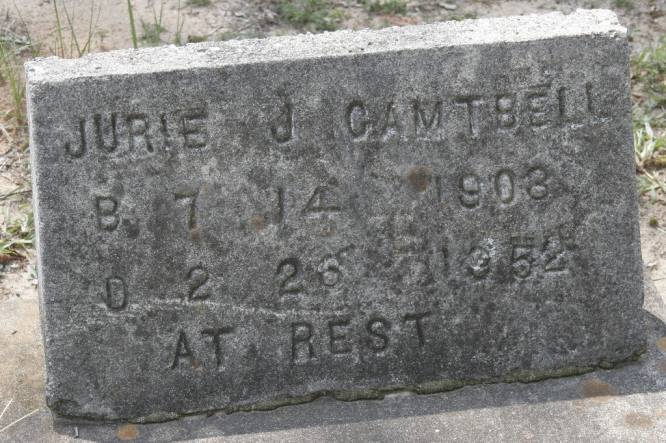 JURIE J CAMTBELL
B. 7 14 1903
D 2 26 1952
AT REST